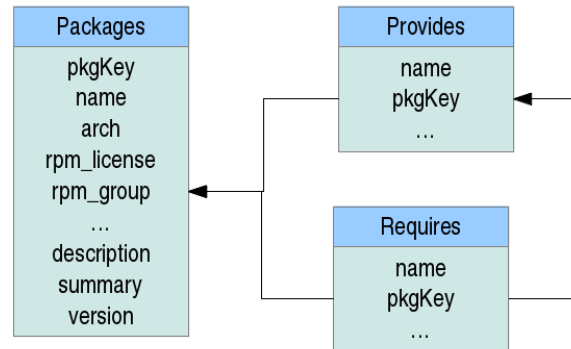 Packages
pkgKey
name
arch
rpm_license
rpm_group
...
description
summary
version
Provides
name
pkgKey
...
Requires
name
pkgKey
...